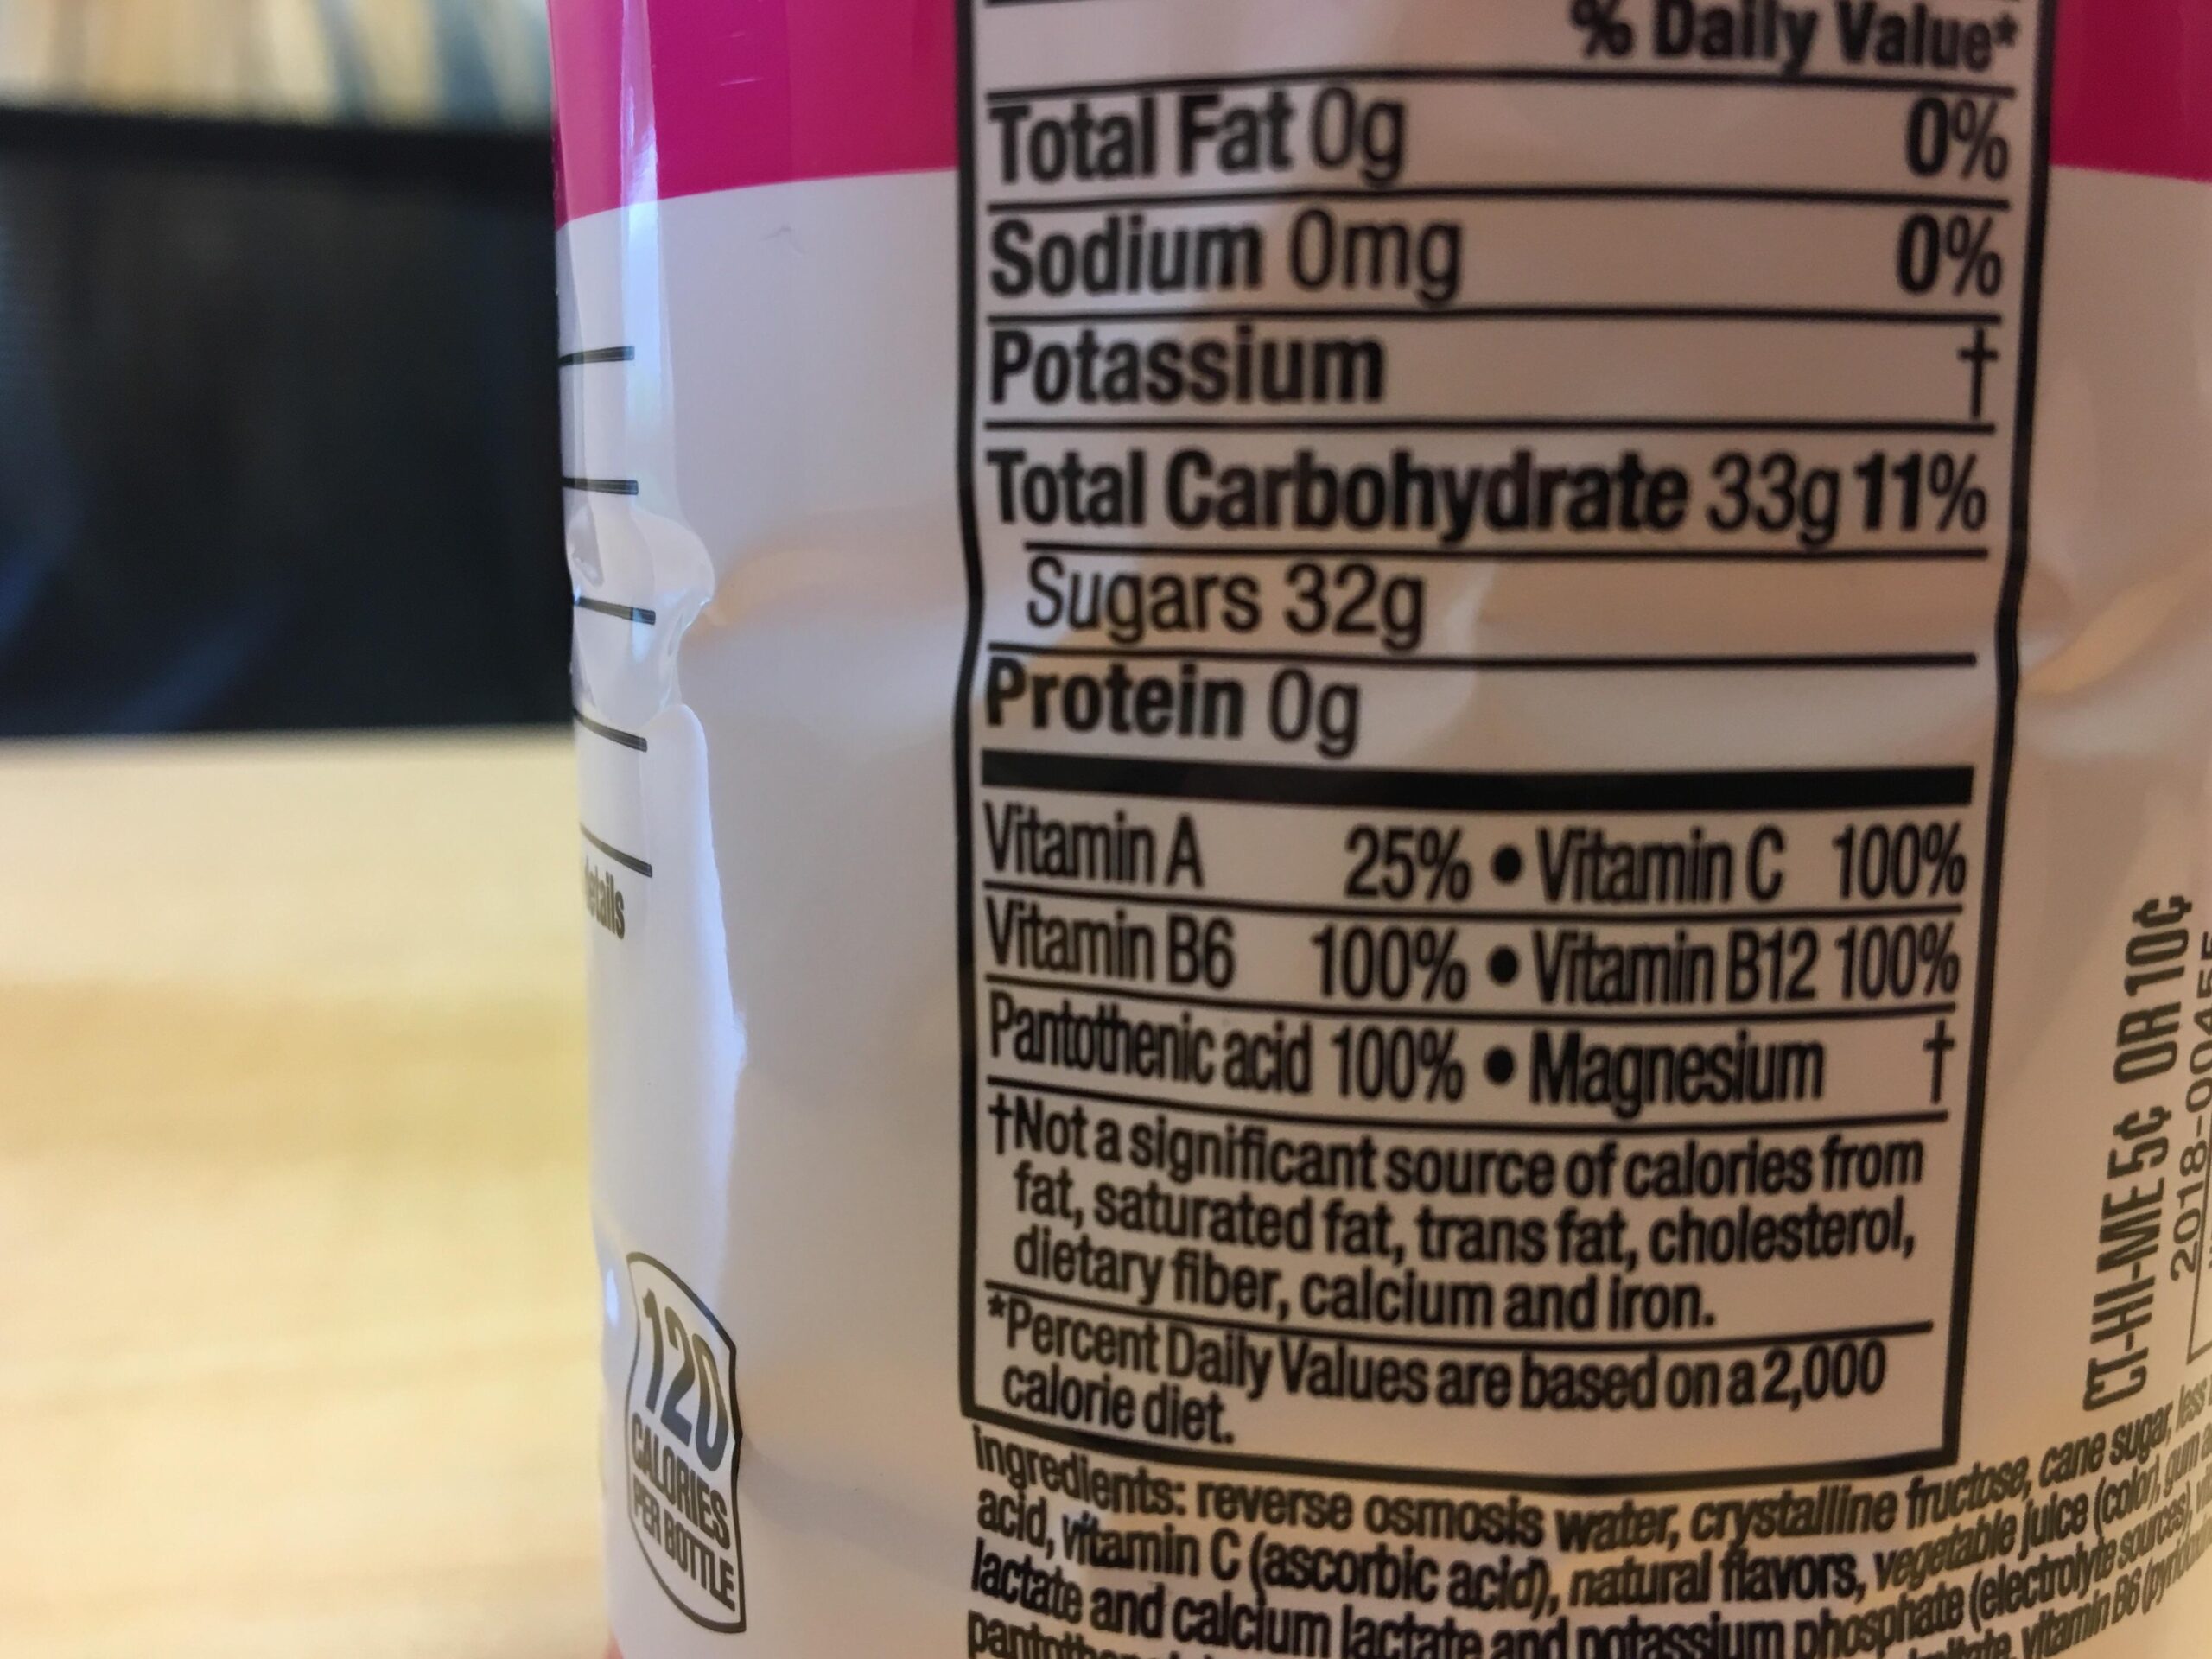 % Daily Value*
Total Fat 0g 0%
Sodium 0mg 0%
Potassium †
Total Carbohydrate 33g 11%
Sugars 32g
Protein 0g
Vitamin A 25% • Vitamin C 100%
Vitamin B6 100% • Vitamin B12 100%
Pantothenic acid 100% • Magnesium †
†Not a significant source of calories from
fat, saturated fat, trans fat, cholesterol,
dietary fiber, calcium and iron.
*Percent Daily Values are based on a 2,000
calorie diet.
ingredients: reverse osmosis water, crystalline fructose, cane sugar, less
acid, vitamin C (ascorbic acid), natural flavors, vegetable juice (color), gum
lactate and calcium lactate and potassium phosphate (electrolyte sources),
vitamin B6
120
CALORIES
PER BOTTLE
CT-HI-ME 5¢ OR 10¢